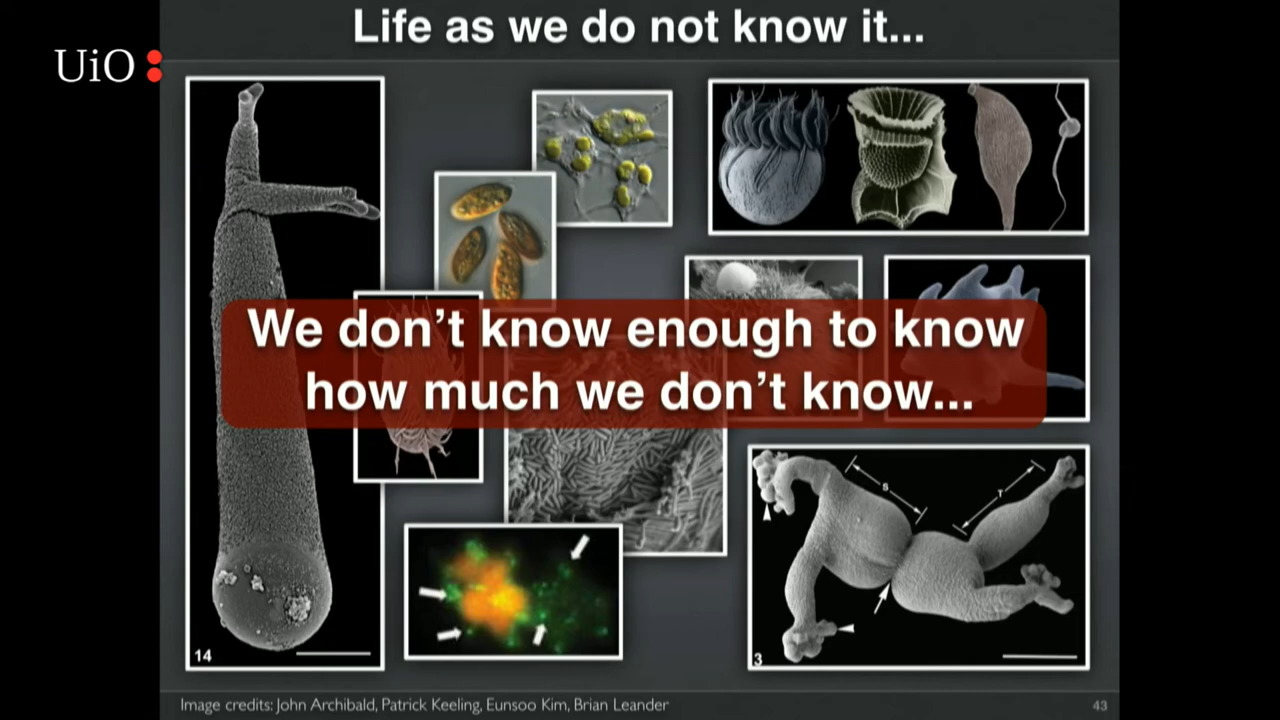 Life as we do not know it...
UiO:
We don't know enough to know
how much we don't know...
S
T
14
3
Image credits: John Archibald, Patrick Keeling, Eunsoo Kim, Brian Leander
43